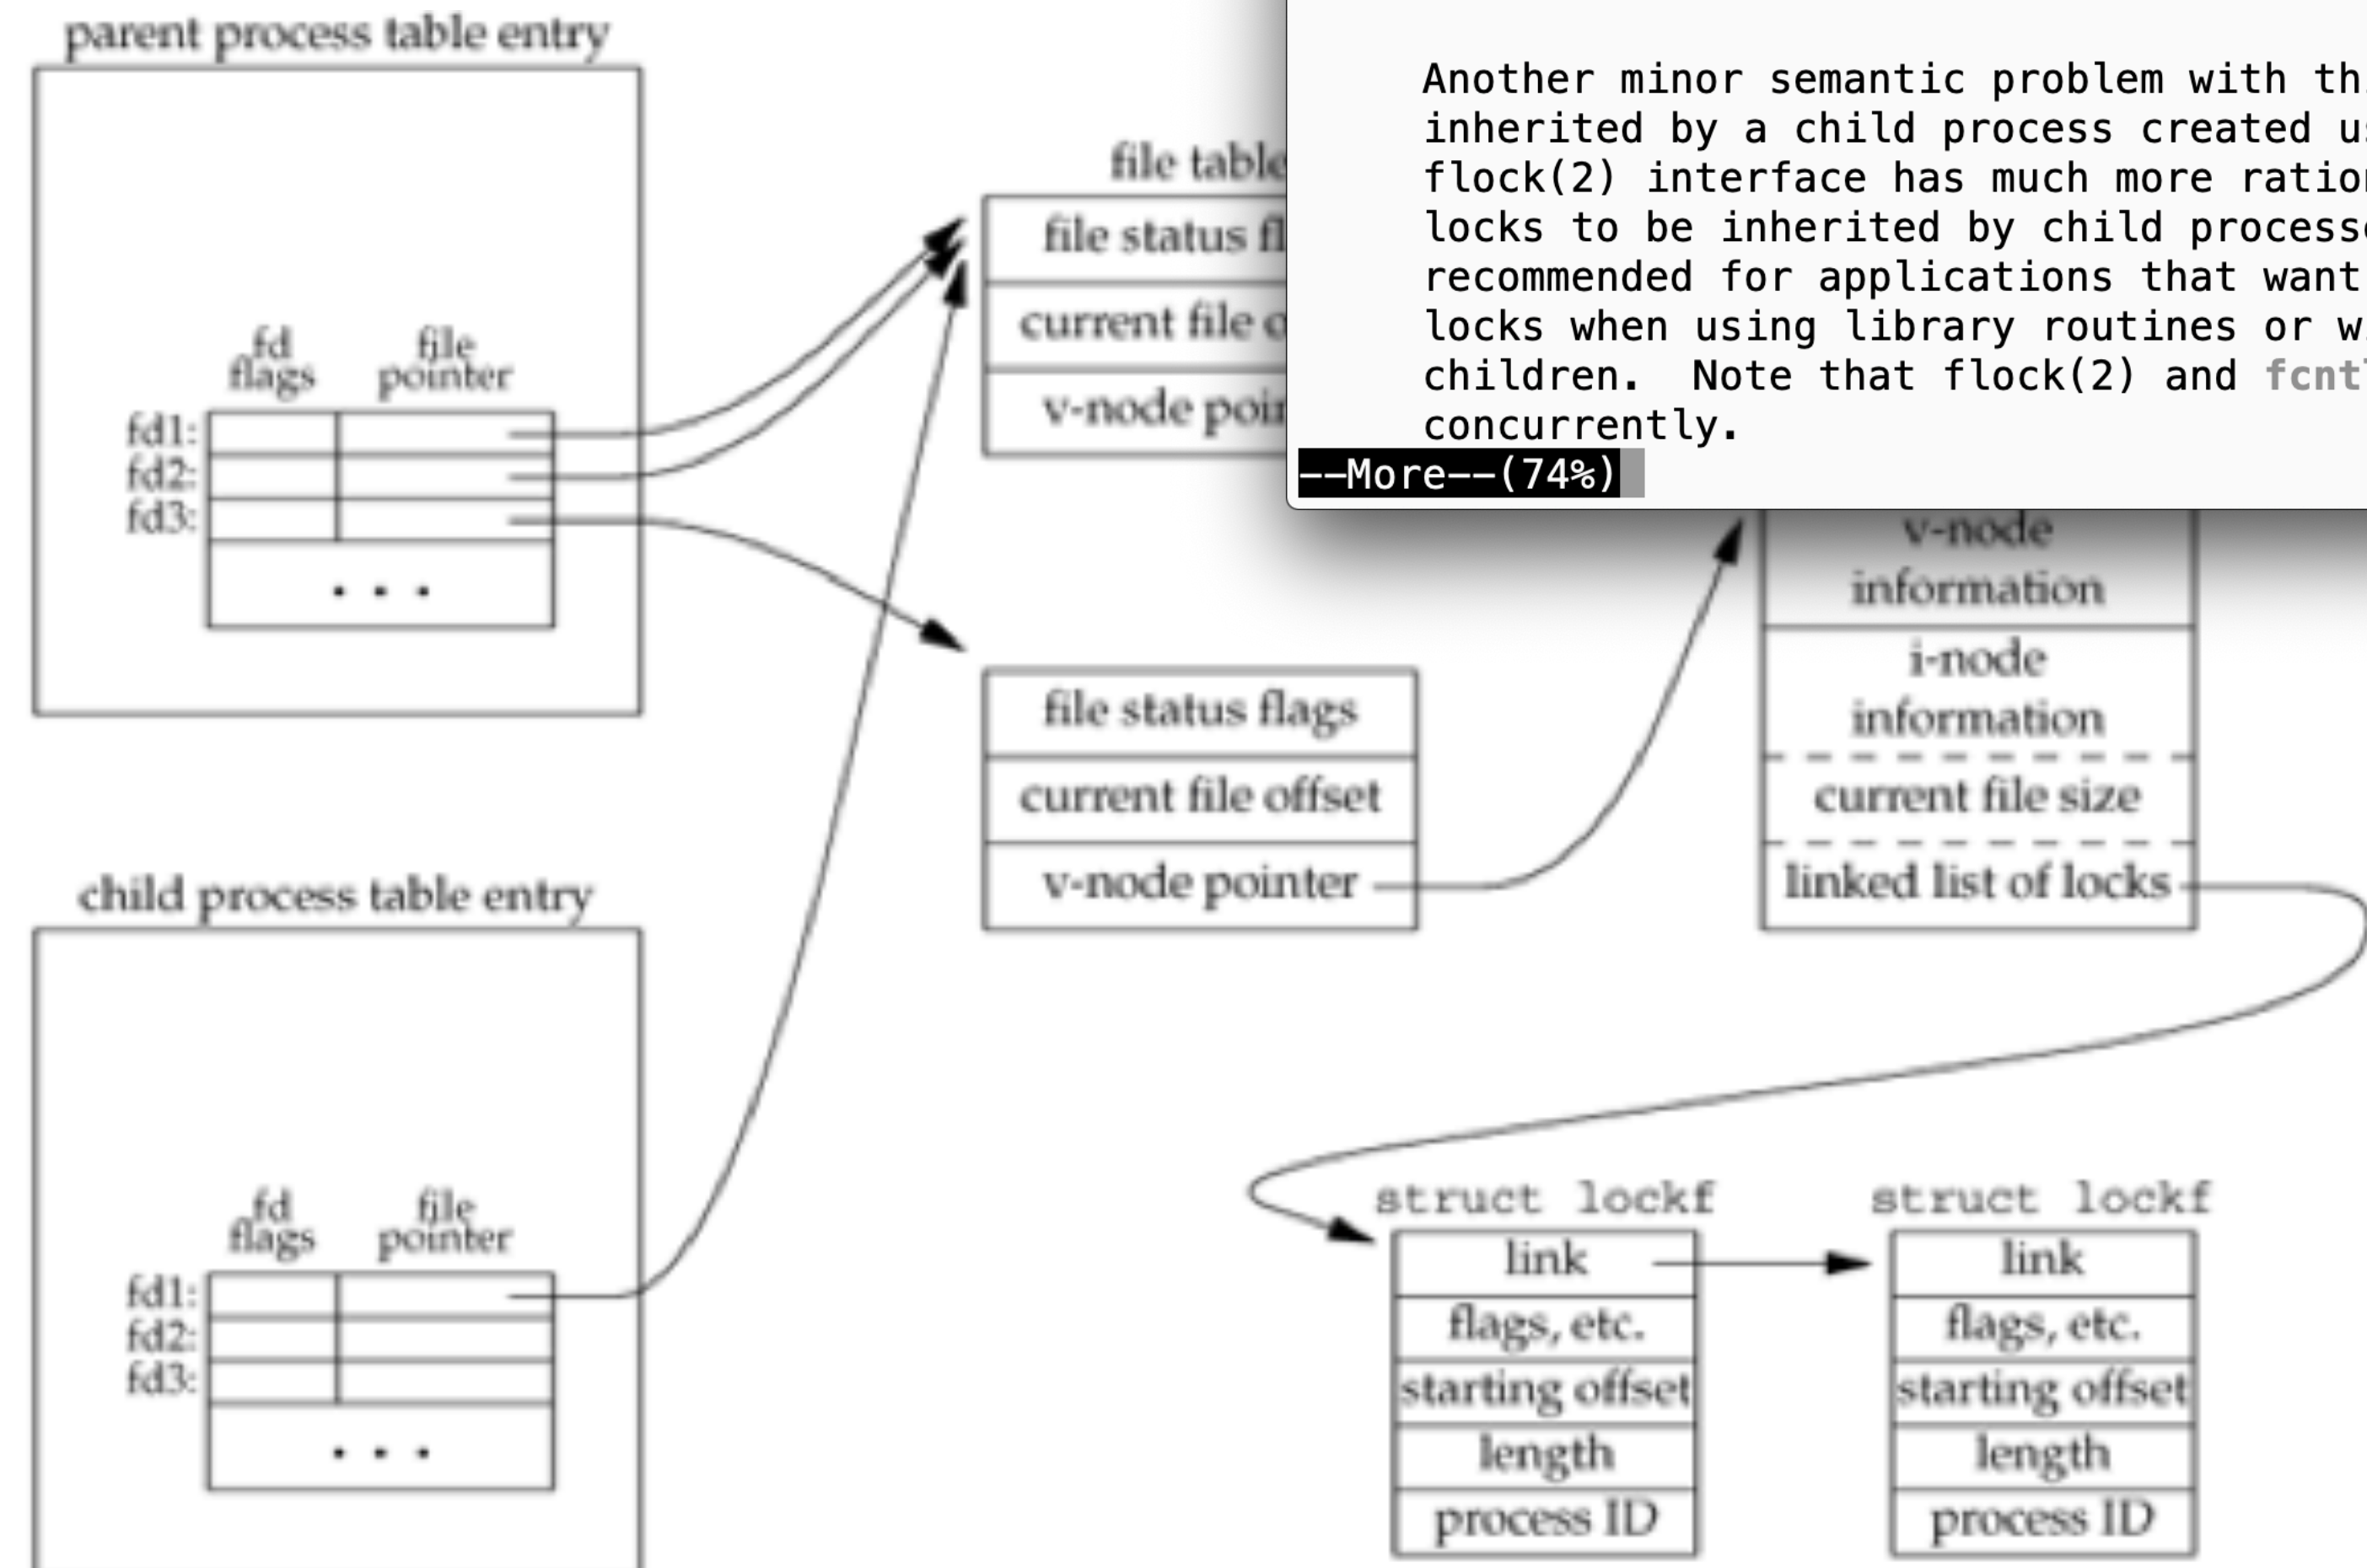 parent process table entry
fd
flags
file
pointer
fd1:
fd2:
fd3:
. . .
file table
file status
current file
v-node
Another minor semantic problem with
inherited by a child process created
flock(2) interface has much more
locks to be inherited by child
recommended for applications that want
locks when using library routines or
children.  Note that flock(2) and fcnt
concurrently.
--More--(74%)
file status flags
current file offset
v-node pointer
v-node
information
i-node
information
current file size
linked list of locks
child process table entry
fd
flags
file
pointer
fd1:
fd2:
fd3:
. . .
struct lockf
link
flags, etc.
starting offset
length
process ID
struct lockf
link
flags, etc.
starting offset
length
process ID